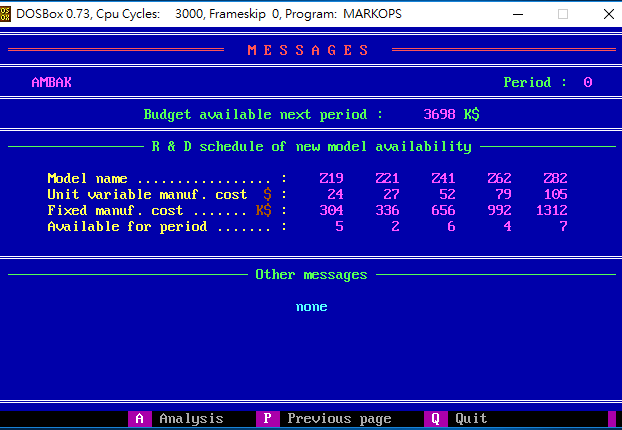 DOSBox 0.73, Cpu Cycles: 3000, Frameskip 0, Program: MARKOPS
M E S S A G E S
AMBAK Period : 0
Budget available next period : 3698 K$
R & D schedule of new model availability
Model name ................. : Z19 Z21 Z41 Z62 Z82
Unit variable manuf. cost $ : 24 27 52 79 105
Fixed manuf. cost ....... K$ : 304 336 656 992 1312
Available for period ....... : 5 2 6 4 7
Other messages
none
A Analysis P Previous page Q Quit